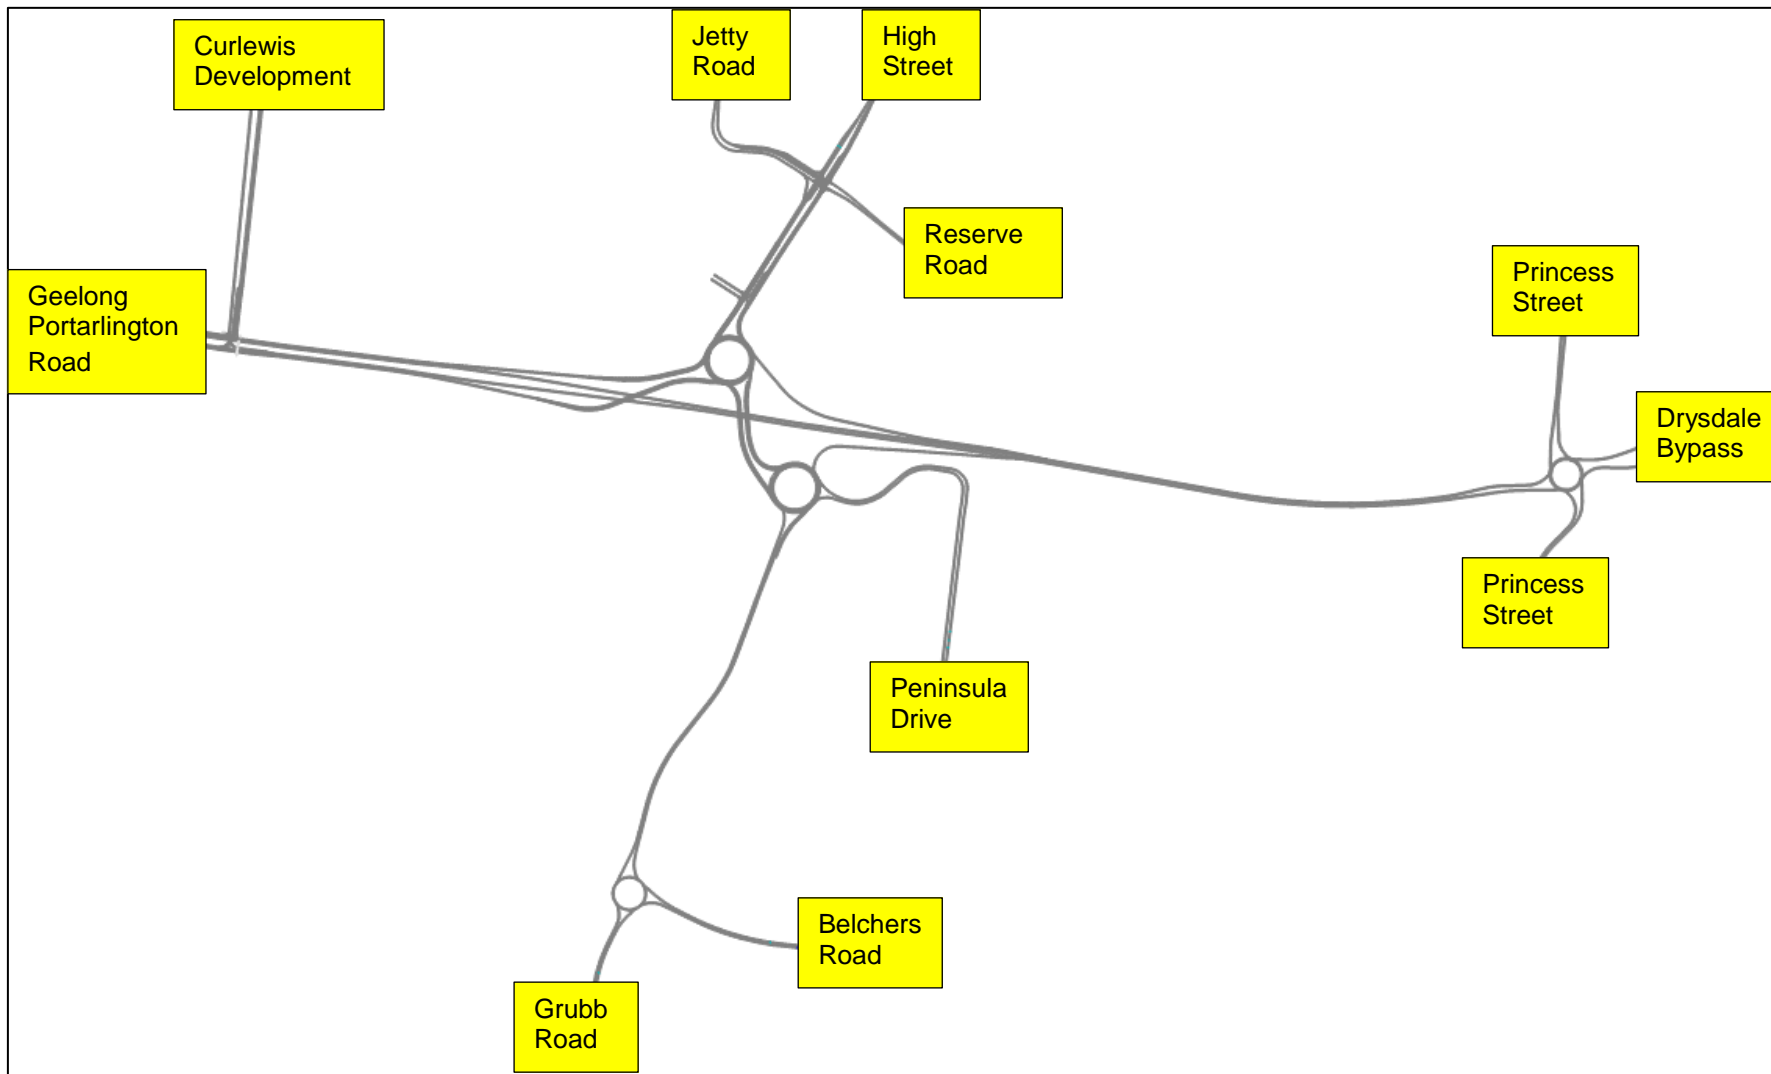 Curlewis
Development
Jetty
Road
High
Street
Reserve
Road
Princess
Street
Geelong
Portarlington
Road
Drysdale
Bypass
Princess
Street
Peninsula
Drive
Belchers
Road
Grubb
Road